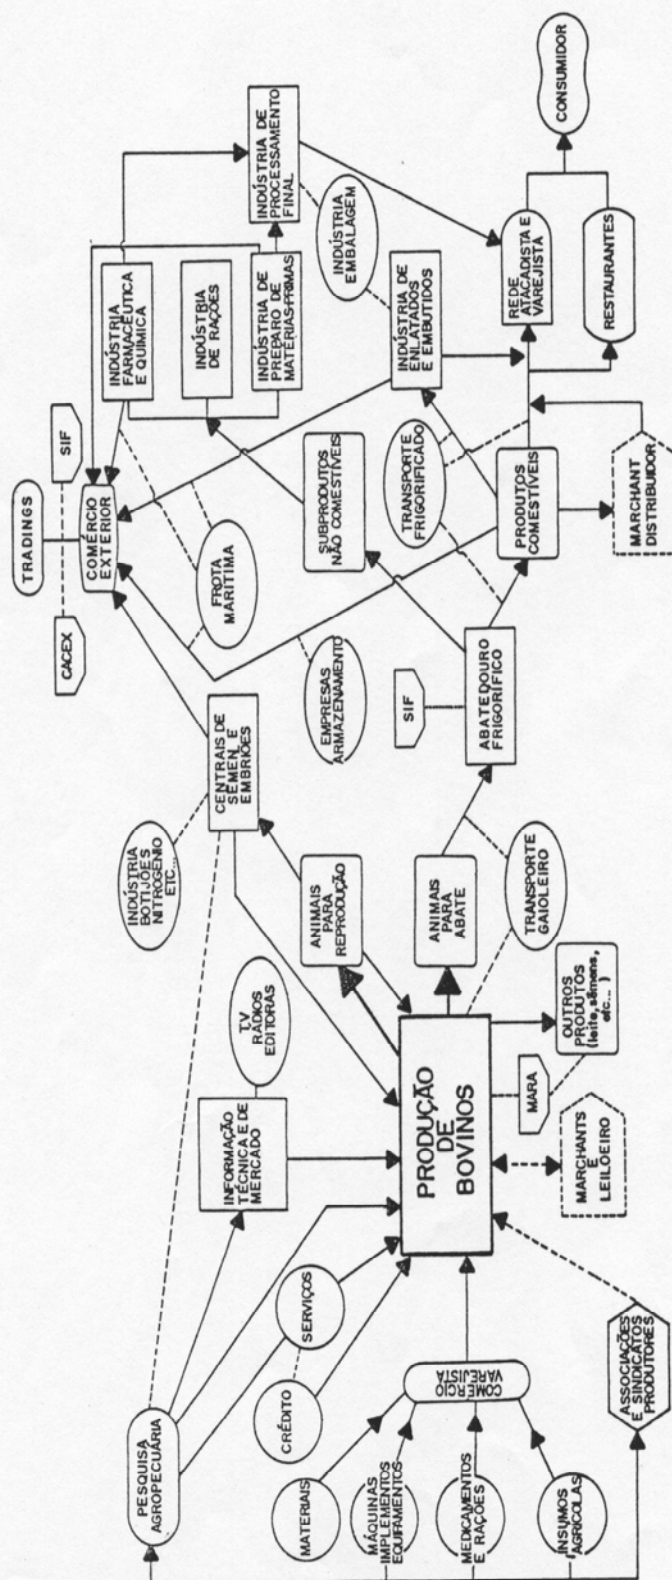 PESQUISA
AGROPECUÁRIA
CRÉDITO
SERVIÇOS
MATERIAIS
MÁQUINAS
IMPLEMENTOS
EQUIPAMENTOS
MEDICAMENTOS
E RAÇÕES
INSUMOS
AGRÍCOLAS
COMÉRCIO
VAREJISTA
ASSOCIAÇÕES
E SINDICATOS
PRODUTORES
INFORMAÇÃO
TÉCNICA E DE
MERCADO
T.V
RÁDIOS
EDITORAS
PRODUÇÃO
DE
BOVINOS
MARCHANTS
E
LEILOEIRO
MARA
OUTROS
PRODUTOS
(leite, sêmens,
etc... )
INDÚSTRIA
BOTIJÕES
NITROGÊNIO
ETC...
CENTRAIS DE
SEMEN E
EMBRIÕES
ANIMAIS
PARA
REPRODUÇÃO
ANIMAIS
PARA
ABATE
TRANSPORTE
GAIOLEIRO
EMPRESAS
ARMAZENAMENTO
SIF
ABATEDOURO
FRIGORÍFICO
CACEX
TRADINGS
SIF
COMÉRCIO
EXTERIOR
FROTA
MARÍTIMA
SUBPRODUTOS
NÃO COMESTÍVEIS
TRANSPORTE
FRIGORIFICADO
PRODUTOS
COMESTÍVEIS
MARCHANT
DISTRIBUIDOR
INDÚSTRIA
FARMACÊUTICA
E QUÍMICA
INDÚSTRIA
DE RAÇÕES
INDÚSTRIA DE
PREPARO DE
MATÉRIAS-PRIMAS
INDÚSTRIA DE
ENLATADOS
E EMBUTIDOS
INDÚSTRIA
EMBALAGEM
INDÚSTRIA DE
PROCESSAMENTO
FINAL
REDE
ATACADISTA E
VAREJISTA
RESTAURANTES
CONSUMIDOR